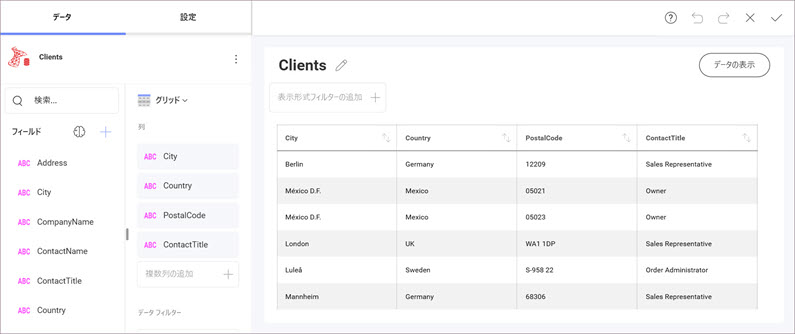 データ
設定
Clients
検索...
フィールド
ABC Address
ABC City
ABC CompanyName
ABC ContactName
ABC ContactTitle
ABC Country
グリッド
列
ABC City
ABC Country
ABC PostalCode
ABC ContactTitle
複数列の追加
データ フィルター
Clients
データの表示
表示形式フィルターの追加
City Country PostalCode ContactTitle
Berlin Germany 12209 Sales Representative
México D.F. Mexico 05021 Owner
México D.F. Mexico 05023 Owner
London UK WA1 1DP Sales Representative
Luleå Sweden S-958 22 Order Administrator
Mannheim Germany 68306 Sales Representative